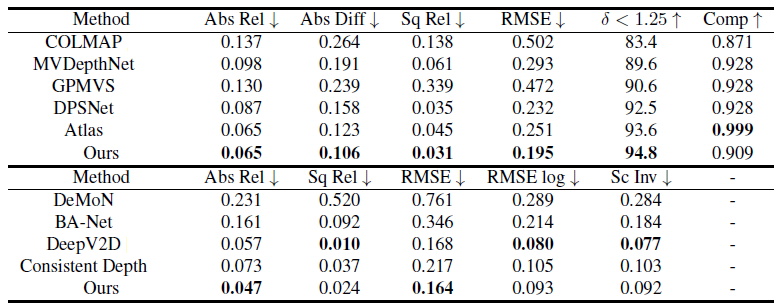 Method Abs Rel ↓ Abs Diff ↓ Sq Rel ↓ RMSE ↓ δ < 1.25 ↑ Comp ↑
COLMAP 0.137 0.264 0.138 0.502 83.4 0.871
MVDepthNet 0.098 0.191 0.061 0.293 89.6 0.928
GPMVS 0.130 0.239 0.339 0.472 90.6 0.928
DPSNet 0.087 0.158 0.035 0.232 92.5 0.928
Atlas 0.065 0.123 0.045 0.251 93.6 0.999
Ours 0.065 0.106 0.031 0.195 94.8 0.909
Method Abs Rel ↓ Sq Rel ↓ RMSE ↓ RMSE log ↓ Sc Inv ↓ -
DeMoN 0.231 0.520 0.761 0.289 0.284 -
BA-Net 0.161 0.092 0.346 0.214 0.184 -
DeepV2D 0.057 0.010 0.168 0.080 0.077 -
Consistent Depth 0.073 0.037 0.217 0.105 0.103 -
Ours 0.047 0.024 0.164 0.093 0.092 -